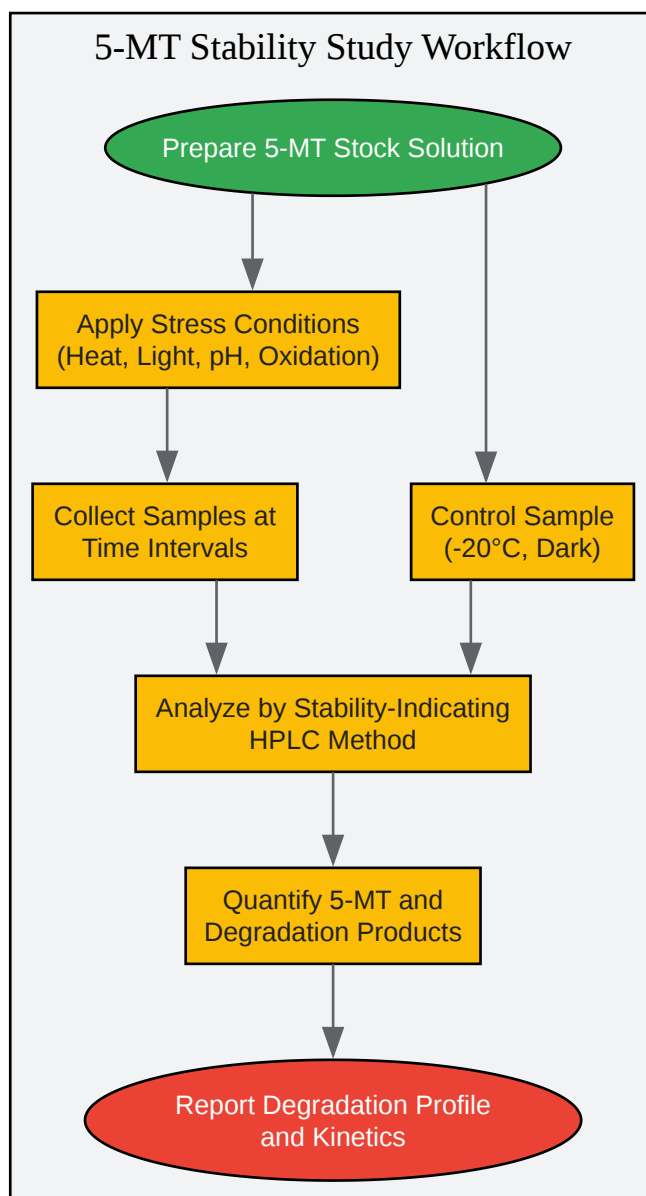 5-MT Stability Study Workflow
Prepare 5-MT Stock Solution
Apply Stress Conditions
(Heat, Light, pH, Oxidation)
Collect Samples at
Time Intervals
Control Sample
(-20°C, Dark)
Analyze by Stability-Indicating
HPLC Method
Quantify 5-MT and
Degradation Products
Report Degradation Profile
and Kinetics